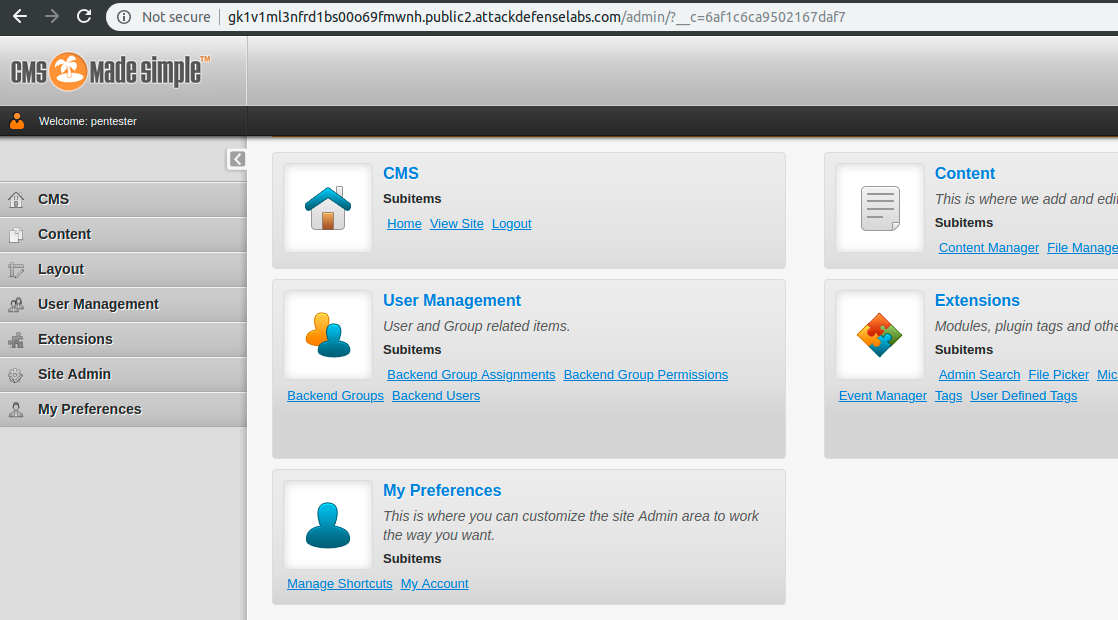 Not secure gk1v1ml3nfrd1bs00o69fmwnh.public2.attackdefenselabs.com/admin/?__c=6af1c6ca9502167daf7
CMS Made Simple™
Welcome: pentester
CMS
Content
Layout
User Management
Extensions
Site Admin
My Preferences
CMS
Subitems
Home View Site Logout
Content
This is where we add and edi
Subitems
Content Manager File Manage
User Management
User and Group related items.
Subitems
Backend Group Assignments Backend Group Permissions
Backend Groups Backend Users
Extensions
Modules, plugin tags and othe
Subitems
Admin Search File Picker Mic
Event Manager Tags User Defined Tags
My Preferences
This is where you can customize the site Admin area to work
the way you want.
Subitems
Manage Shortcuts My Account